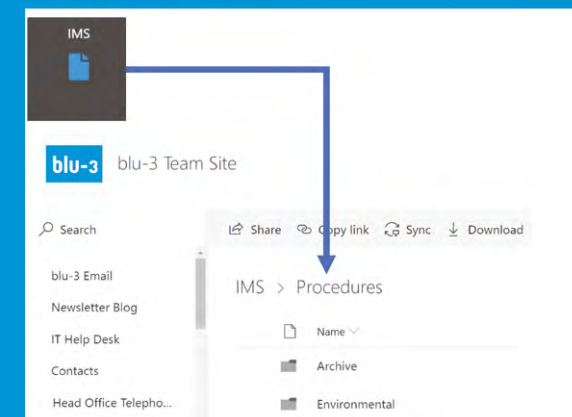 IMS
blu-3 blu-3 Team Site
Search Share Copy link Sync Download
blu-3 Email
IMS > Procedures
Newsletter Blog
Name
IT Help Desk
Archive
Contacts
Head Office Telepho... Environmental